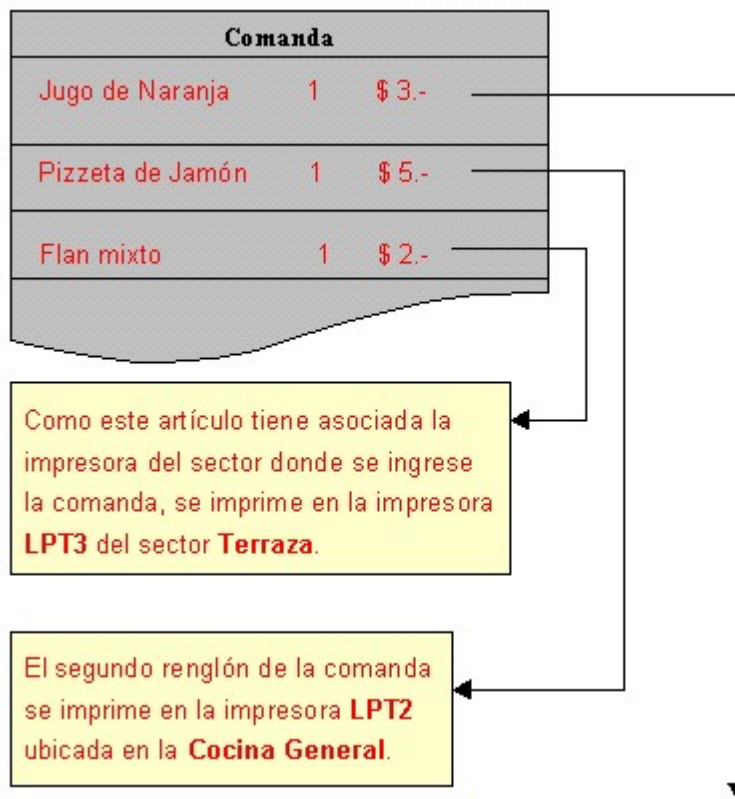 Comanda
Jugo de Naranja 1 $ 3.-
Pizzeta de Jamón 1 $ 5.-
Flan mixto 1 $ 2.-
Como este artículo tiene asociada la
impresora del sector donde se ingrese
la comanda, se imprime en la impresora
LPT3 del sector Terraza.
El segundo renglón de la comanda
se imprime en la impresora LPT2
ubicada en la Cocina General.